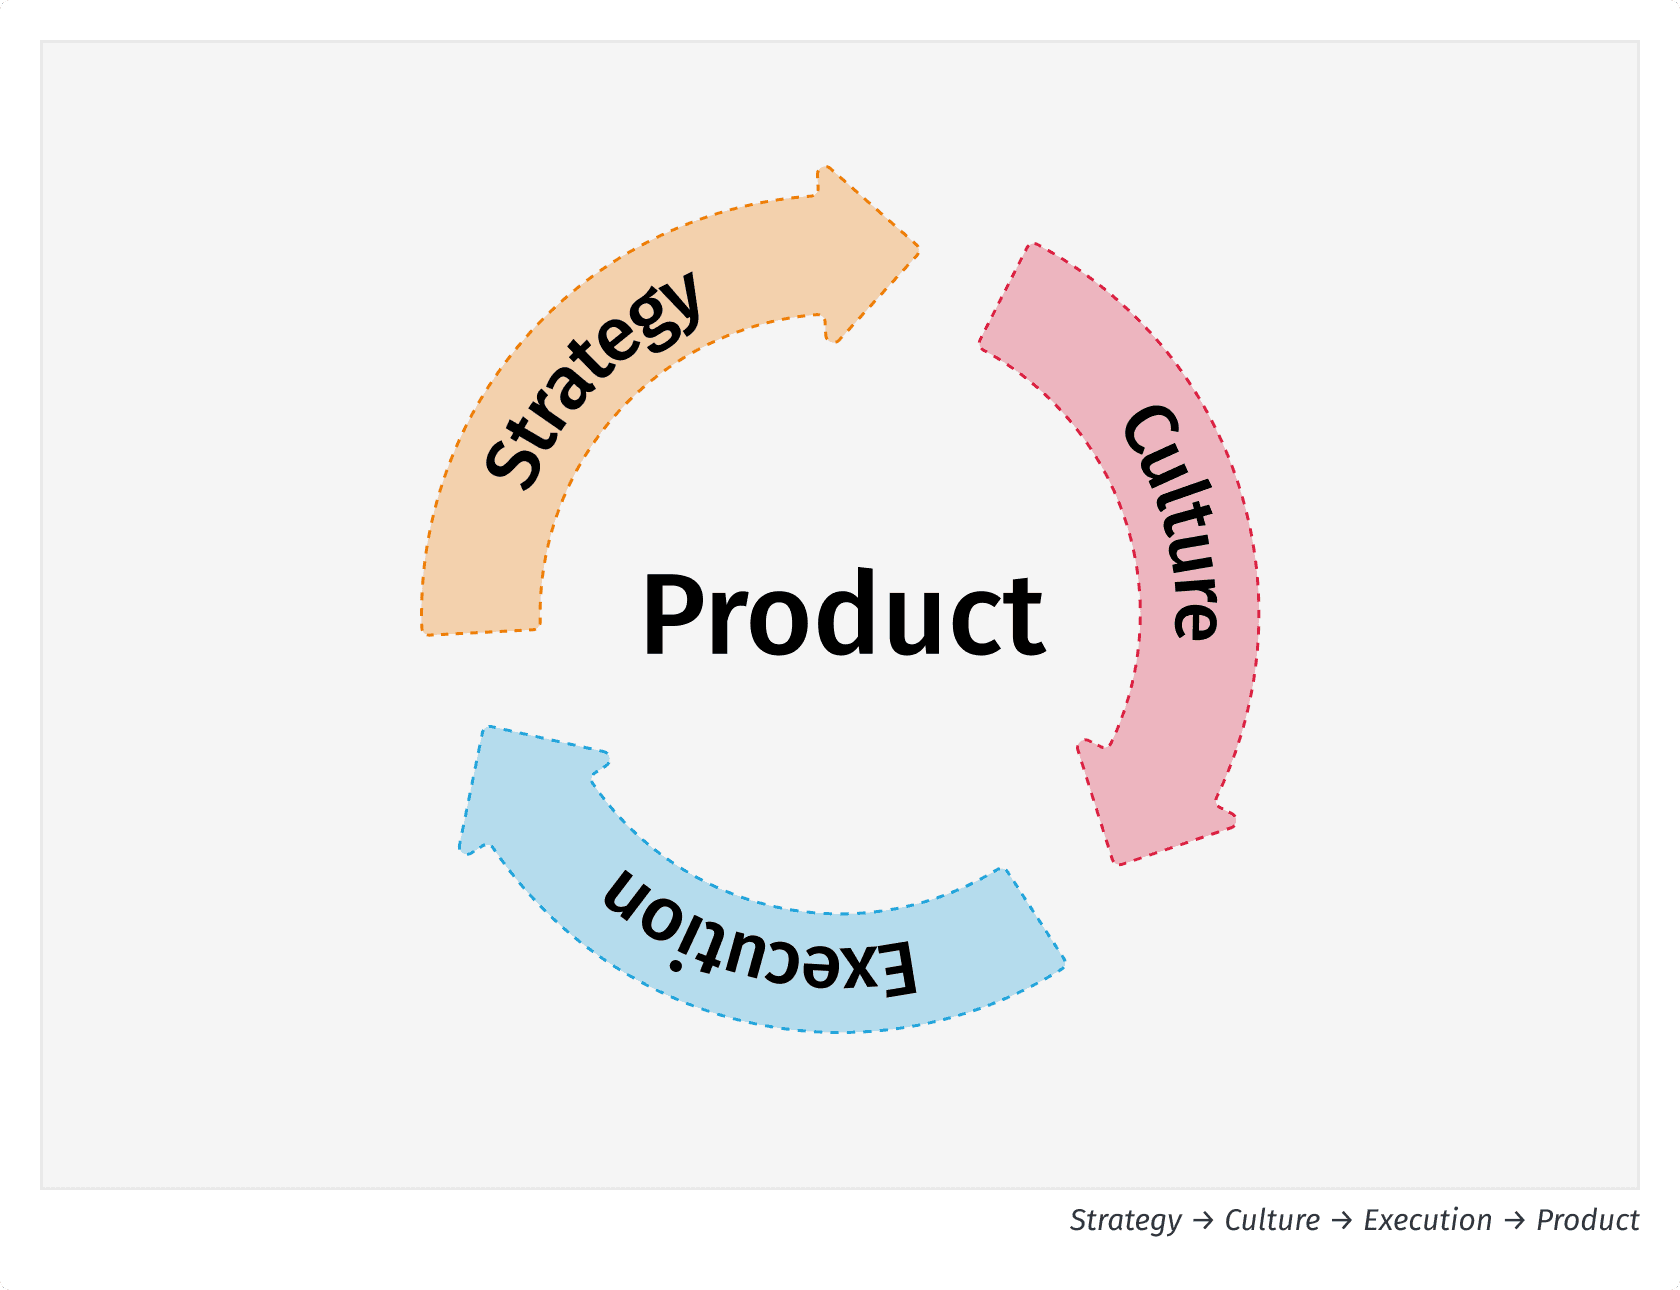 Strategy
Culture
Product
Execution
Strategy → Culture → Execution → Product